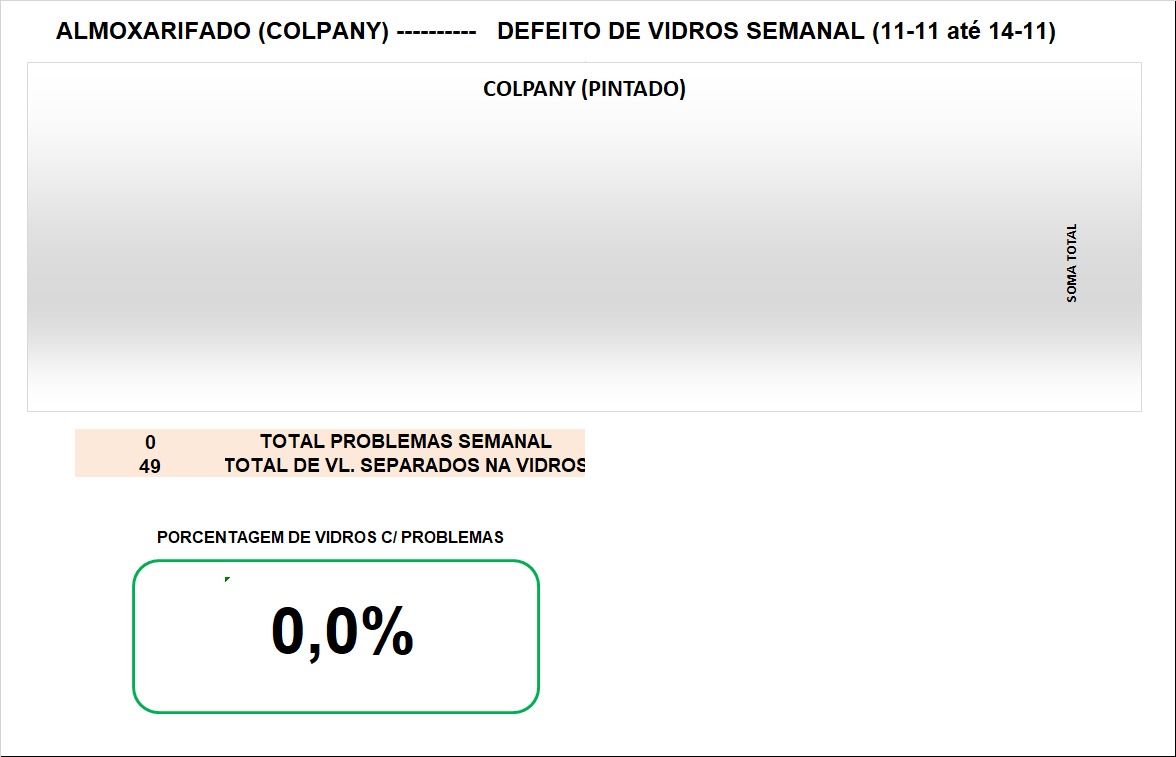 ALMOXARIFADO (COLPANY) ---------- DEFEITO DE VIDROS SEMANAL (11-11 até 14-11)
COLPANY (PINTADO)
SOMA TOTAL
0 TOTAL PROBLEMAS SEMANAL
49 TOTAL DE VL. SEPARADOS NA VIDROS
PORCENTAGEM DE VIDROS C/ PROBLEMAS
0,0%